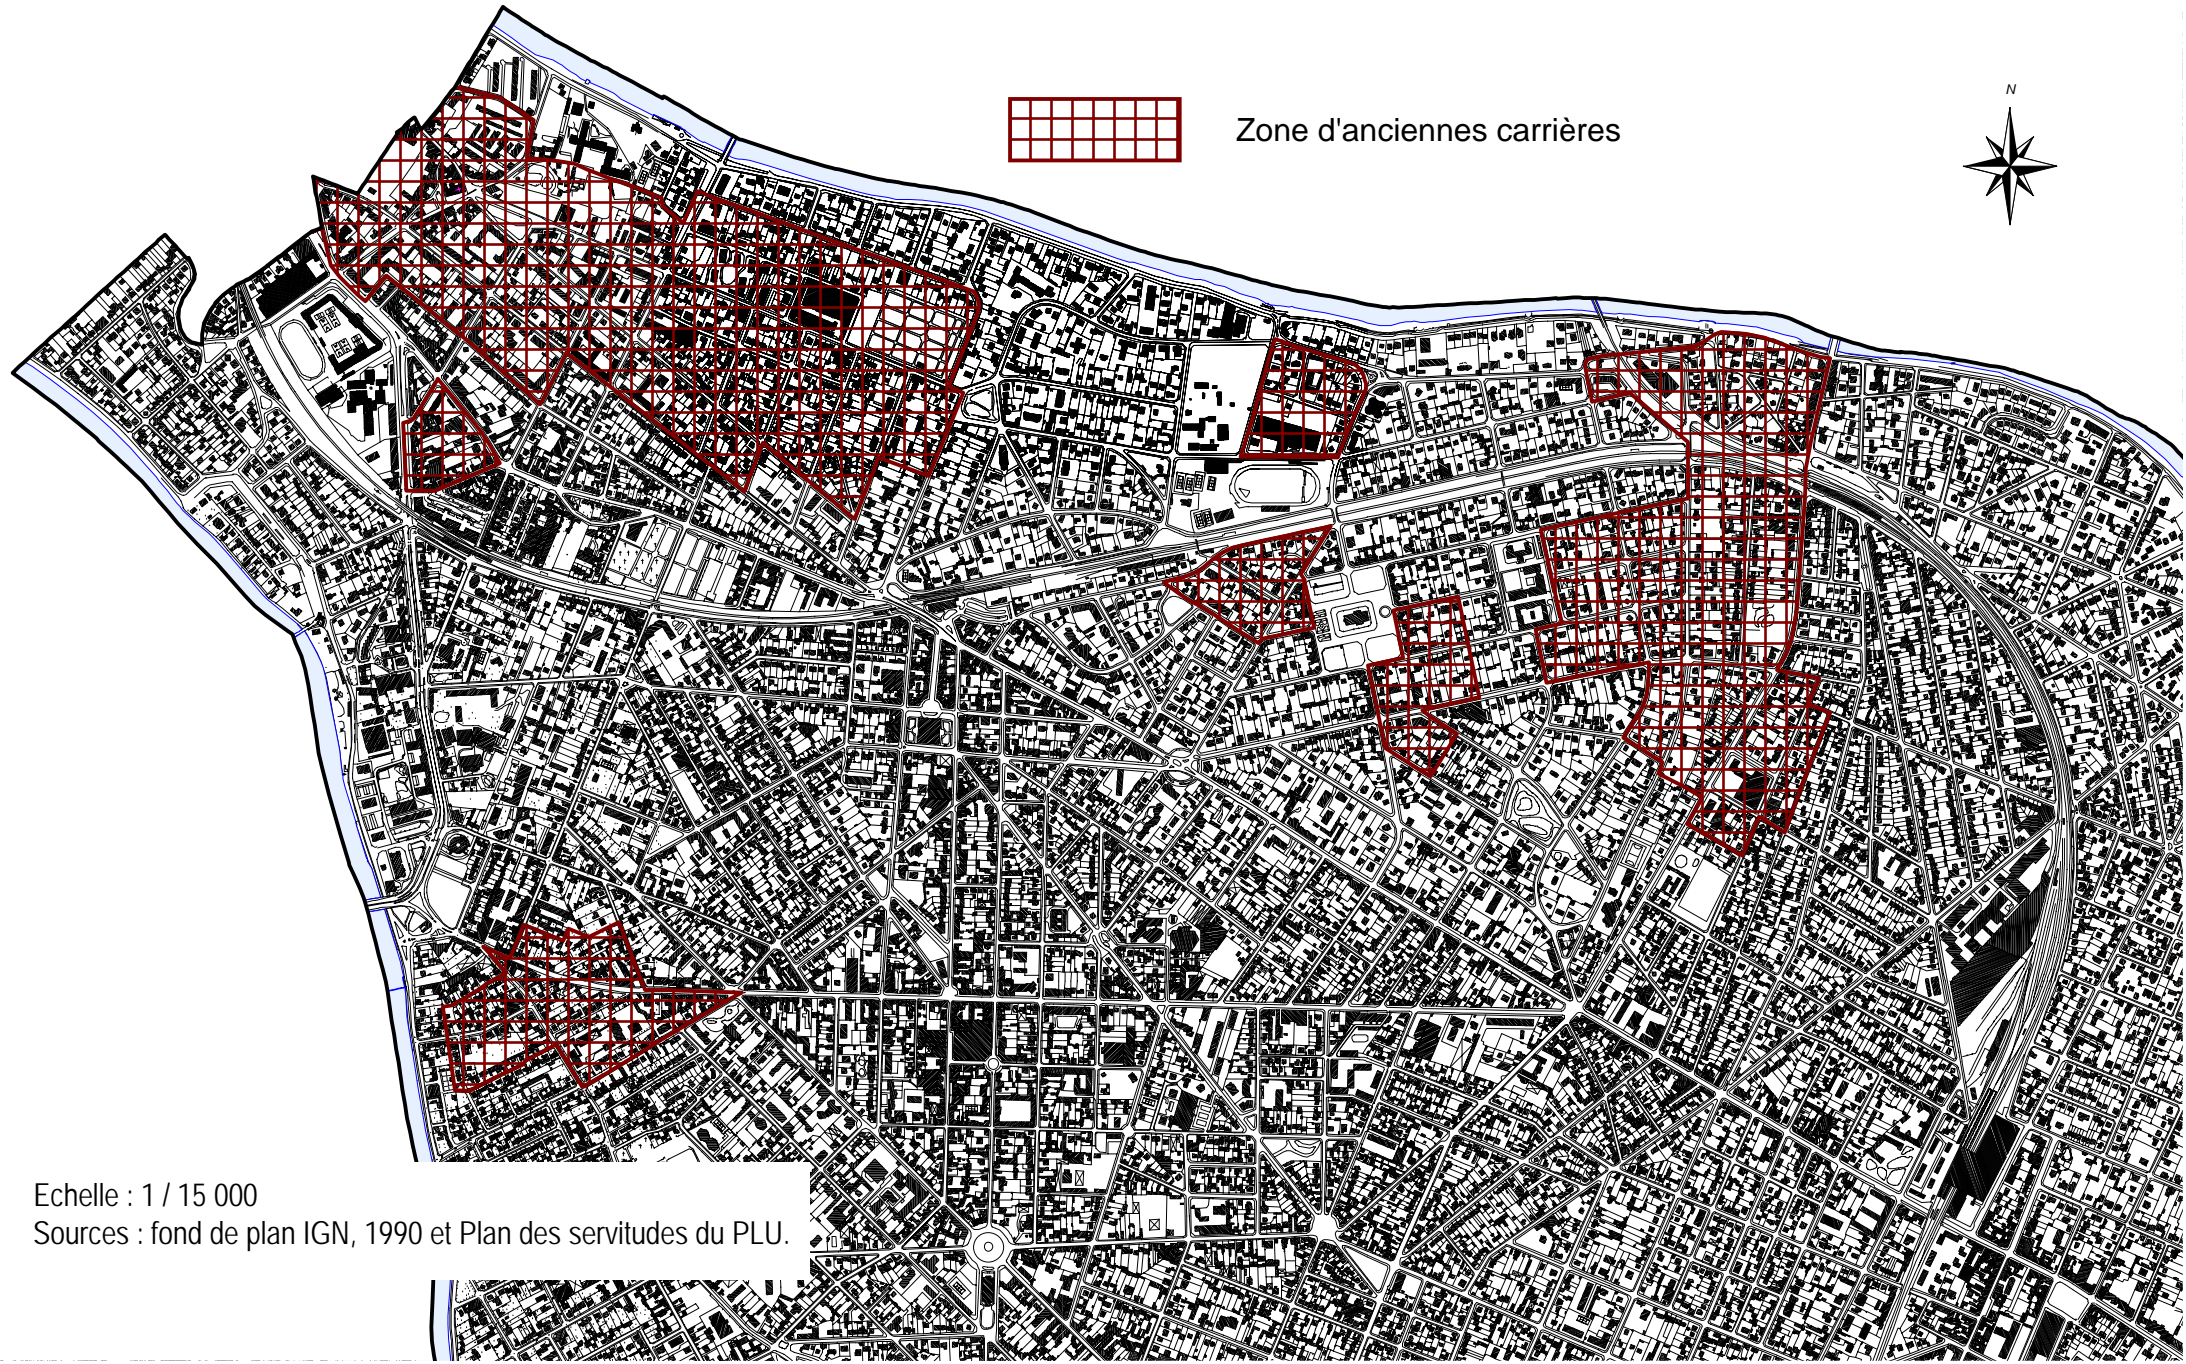 N
Zone d'anciennes carrières
Echelle : 1 / 15 000
Sources : fond de plan IGN, 1990 et Plan des servitudes du PLU.